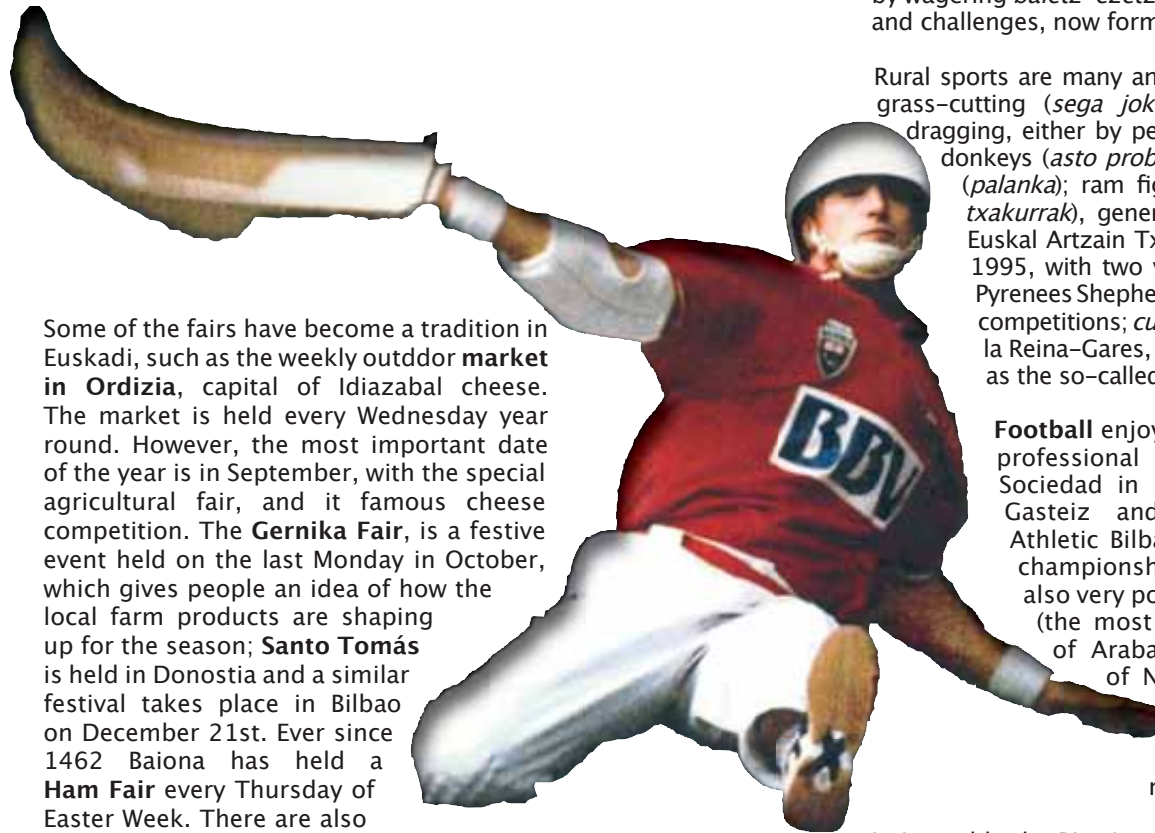 Some of the fairs have become a tradition in
Euskadi, such as the weekly outddor market
in Ordizia, capital of Idiazabal cheese.
The market is held every Wednesday year
round. However, the most important date
of the year is in September, with the special
agricultural fair, and it famous cheese
competition. The Gernika Fair, is a festive
event held on the last Monday in October,
which gives people an idea of how the
local farm products are shaping
up for the season; Santo Tomás
is held in Donostia and a similar
festival takes place in Bilbao
on December 21st. Ever since
1462 Baiona has held a
Ham Fair every Thursday of
Easter Week. There are also
BBV
by wagering
and challenges, now form
Rural sports are many an
grass-cutting (sega jok
dragging, either by pe
donkeys (asto prob
(palanka); ram fig
txakurrak), gener
Euskal Artzain Tx
1995, with two
Pyrenees Shephe
competitions; cu
la Reina-Gares,
as the so-called
Football enjoy
professional
Sociedad in
Gasteiz and
Athletic Bilba
championsh
also very po
(the most
of Araba
of N